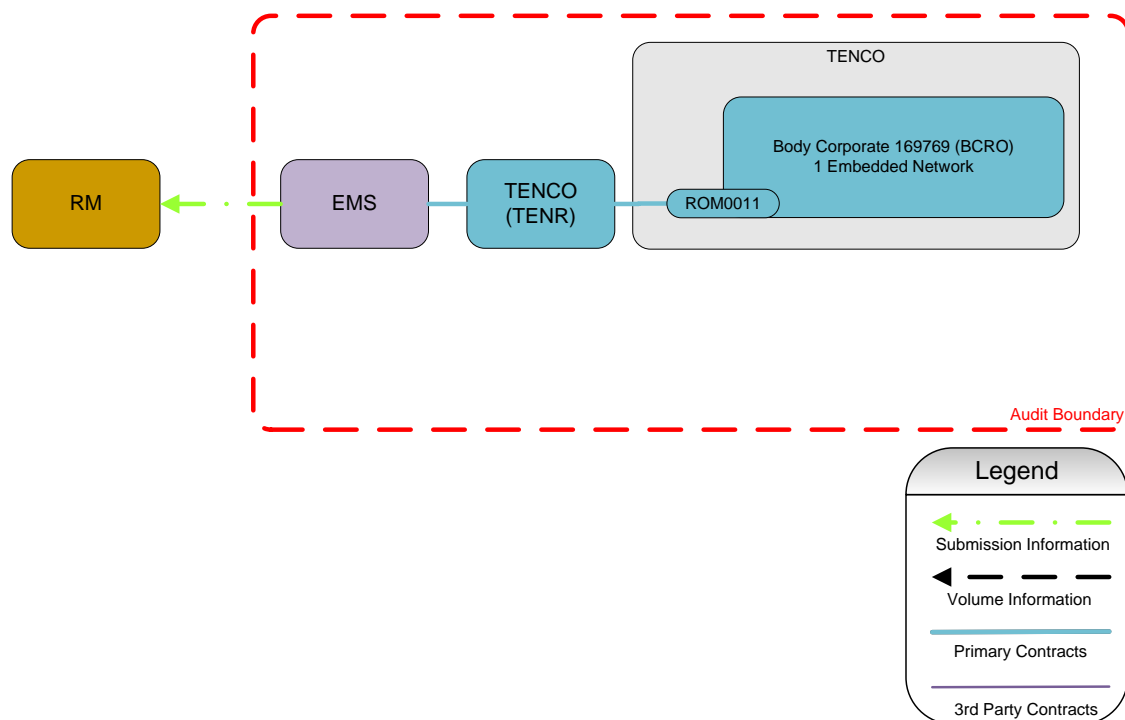 TENCO
Body Corporate 169769 (BCRO)
1 Embedded Network
RM
EMS
TENCO
(TENR)
ROM0011
Audit Boundary
Legend
Submission Information
Volume Information
Primary Contracts
3rd Party Contracts